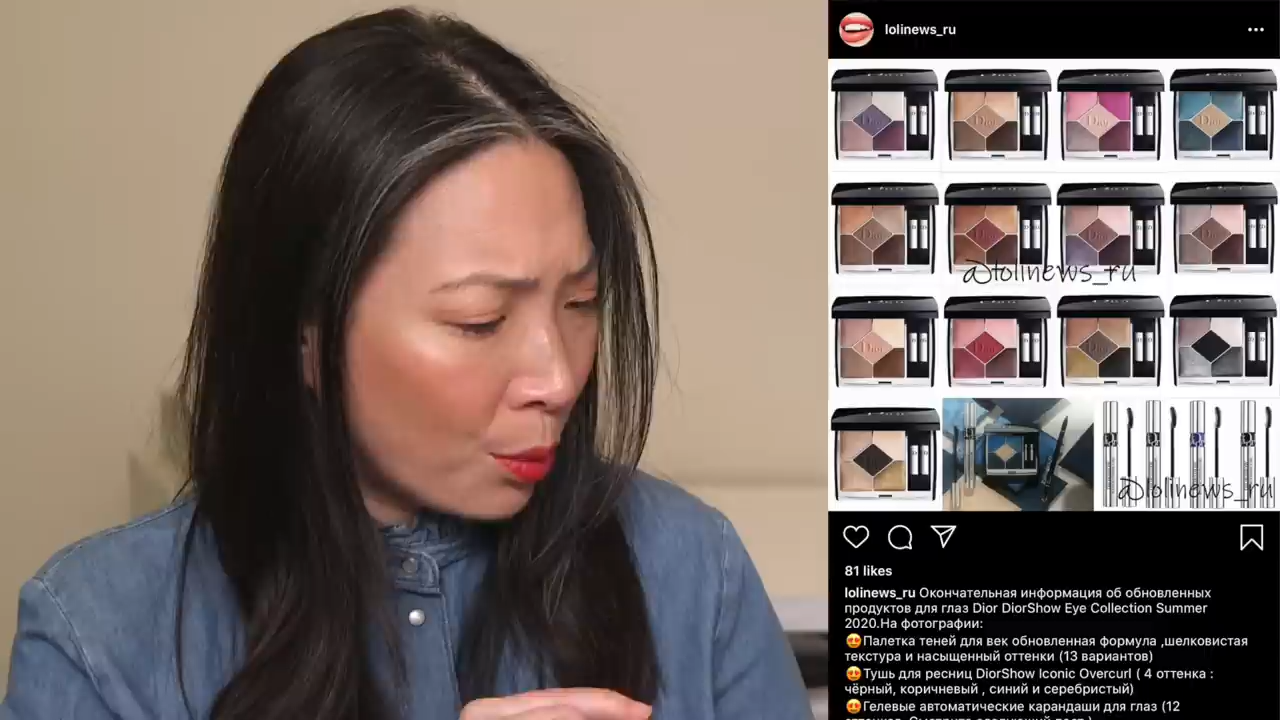 lolinews_ru
@lolinews_ru
@lolinews_ru
81 likes
lolinews_ru Окончательная информация об обновленных
продуктов для глаз Dior DiorShow Eye Collection Summer
2020.На фотографии:
😍Палетка теней для век обновленная формула ,шелковистая
текстура и насыщенный оттенки (13 вариантов)
😍Тушь для ресниц DiorShow Iconic Overcurl ( 4 оттенка :
чёрный, коричневый , синий и серебристый)
😍Гелевые автоматические карандаши для глаз (12